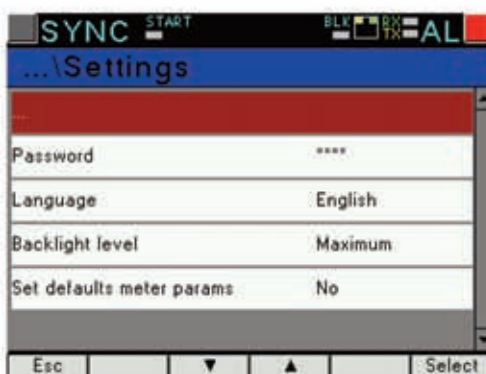 SYNC START BLK RX TX AL
...\Settings
...
Password ****
Language English
Backlight level Maximum
Set defaults meter params No
Esc ▼ ▲ Select